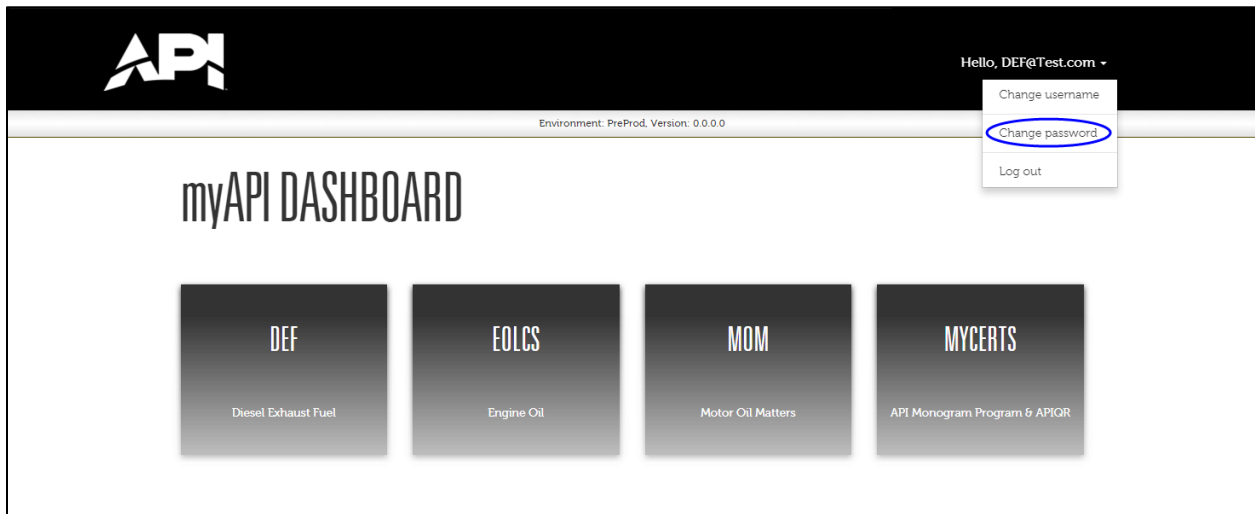 API
Hello, DEF@Test.com
Change username
Environment: PreProd, Version: 0.0.0.0
Change password
Log out
myAPI DASHBOARD
DEF
EOLCS
MOM
MYCERTS
Diesel Exhaust Fuel
Engine Oil
Motor Oil Matters
API Monogram Program & APIQR